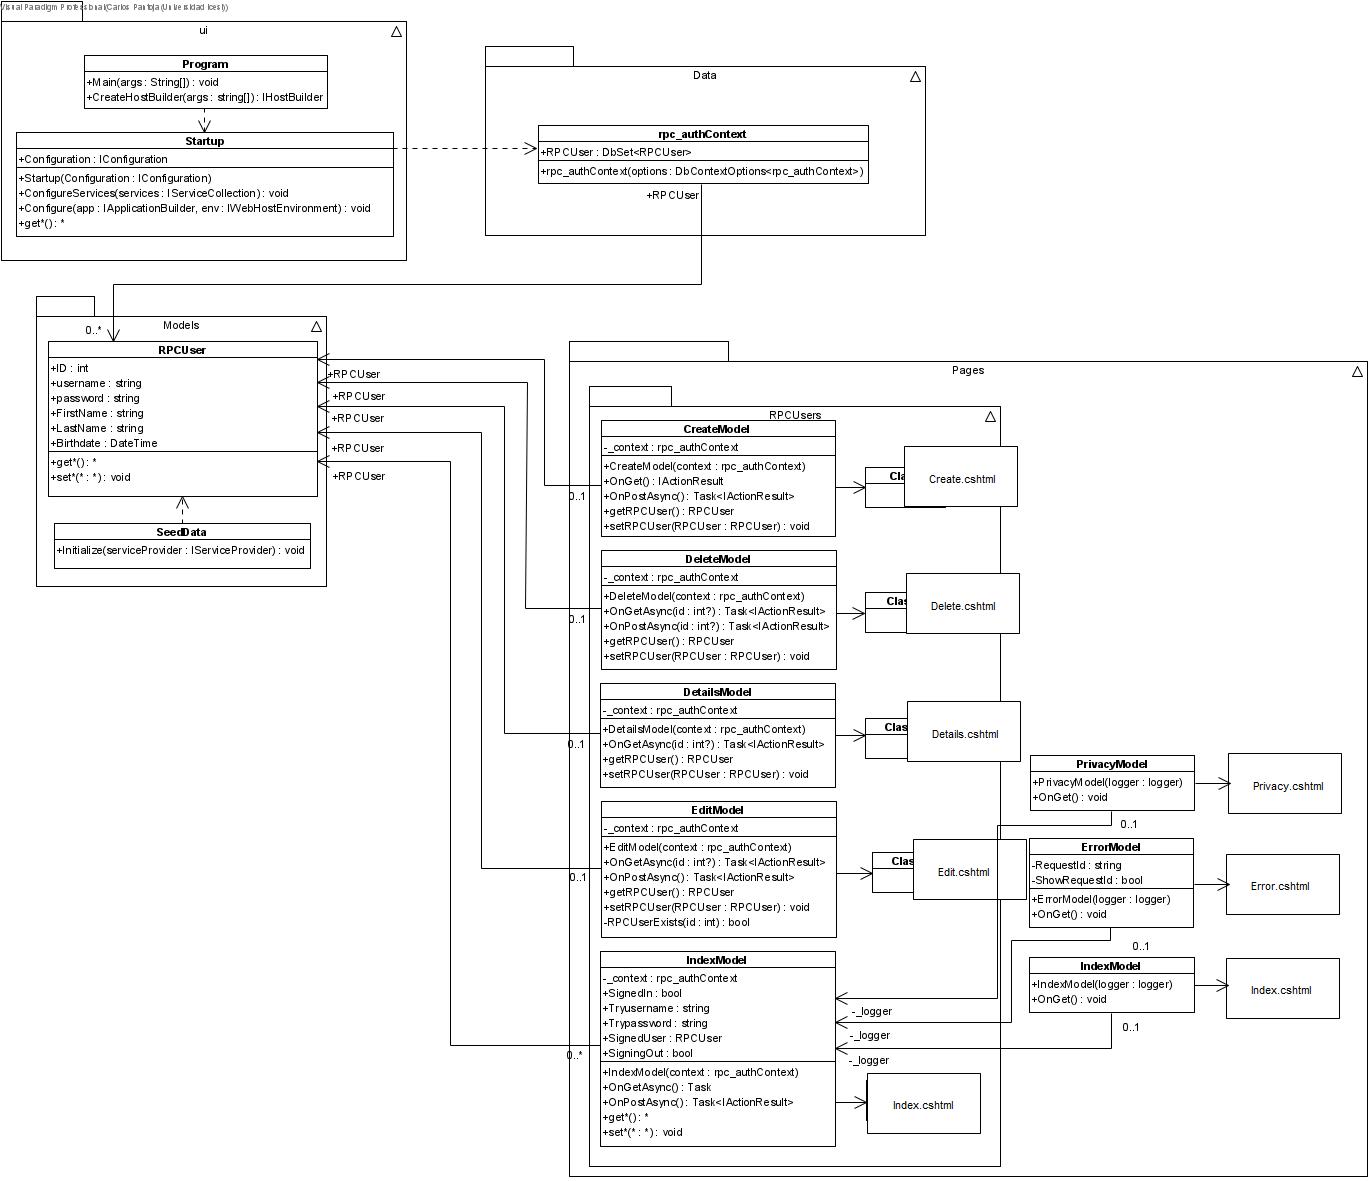 Visual Paradigm Professional(Carlos Pantoja(Universidad Icesi))
ui
Program
+Main(args : String[]) : void
+CreateHostBuilder(args : string[]) : IHostBuilder
Startup
+Configuration : IConfiguration
+Startup(Configuration : IConfiguration)
+ConfigureServices(services : IServiceCollection) : void
+Configure(app : IApplicationBuilder, env : IWebHostEnvironment) : void
+get*() : *
Data
rpc_authContext
+RPCUser : DbSet<RPCUser>
+rpc_authContext(options : DbContextOptions<rpc_authContext>)
+RPCUser
0..*
Models
RPCUser
+ID : int
+username : string
+password : string
+FirstName : string
+LastName : string
+Birthdate : DateTime
+get*() : *
+set*(* : *) : void
SeedData
+Initialize(serviceProvider : IServiceProvider) : void
+RPCUser
+RPCUser
+RPCUser
+RPCUser
+RPCUser
Pages
RPCUsers
CreateModel
-_context : rpc_authContext
+CreateModel(context : rpc_authContext)
+OnGet() : IActionResult
+OnPostAsync() : Task<IActionResult>
+getRPCUser() : RPCUser
+setRPCUser(RPCUser : RPCUser) : void
0..1
Cla
Create.cshtml
DeleteModel
-_context : rpc_authContext
+DeleteModel(context : rpc_authContext)
+OnGetAsync(id : int?) : Task<IActionResult>
+OnPostAsync(id : int?) : Task<IActionResult>
+getRPCUser() : RPCUser
+setRPCUser(RPCUser : RPCUser) : void
0..1
Clas
Delete.cshtml
DetailsModel
-_context : rpc_authContext
+DetailsModel(context : rpc_authContext)
+OnGetAsync(id : int?) : Task<IActionResult>
+getRPCUser() : RPCUser
+setRPCUser(RPCUser : RPCUser) : void
0..1
Clas
Details.cshtml
EditModel
-_context : rpc_authContext
+EditModel(context : rpc_authContext)
+OnGetAsync(id : int?) : Task<IActionResult>
+OnPostAsync() : Task<IActionResult>
+getRPCUser() : RPCUser
+setRPCUser(RPCUser : RPCUser) : void
-RPCUserExists(id : int) : bool
0..1
Clas
Edit.cshtml
IndexModel
-_context : rpc_authContext
+SignedIn : bool
+Tryusername : string
+Trypassword : string
+SignedUser : RPCUser
+SigningOut : bool
+IndexModel(context : rpc_authContext)
+OnGetAsync() : Task
+OnPostAsync() : Task<IActionResult>
+get*() : *
+set*(* : *) : void
0..*
Index.cshtml
PrivacyModel
+PrivacyModel(logger : logger)
+OnGet() : void
0..1
Privacy.cshtml
ErrorModel
-RequestId : string
-ShowRequestId : bool
+ErrorModel(logger : logger)
+OnGet() : void
0..1
Error.cshtml
IndexModel
+IndexModel(logger : logger)
+OnGet() : void
0..1
Index.cshtml
-_logger
-_logger
-_logger